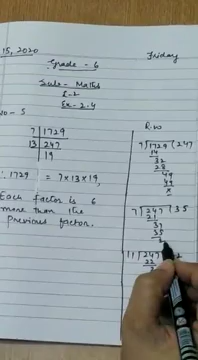 15, 2020
Friday
Grade - 6
Sub - Maths
Ex - 2.4
No - 5
7 | 1729
13 | 247
19
∴ 1729 = 7×13×19,
Each factor is 6
more than the
previous factor.
R.W
7 ) 1729 ( 247
14
32
28
49
49
×
7 ) 247 ( 35
21
37
35
2
11 ) 247
22